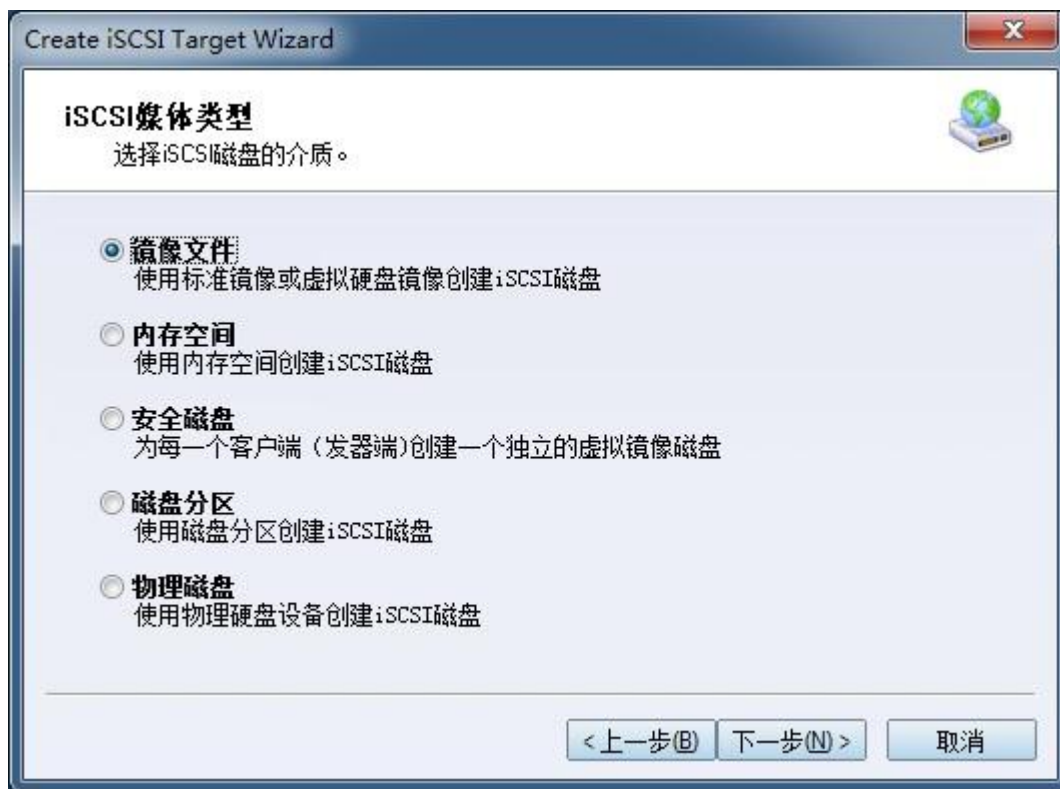 Create iSCSI Target Wizard
iSCSI媒体类型
选择iSCSI磁盘的介质。
镜像文件
使用标准镜像或虚拟硬盘镜像创建iSCSI磁盘
内存空间
使用内存空间创建iSCSI磁盘
安全磁盘
为每一个客户端（发器端)创建一个独立的虚拟镜像磁盘
磁盘分区
使用磁盘分区创建iSCSI磁盘
物理磁盘
使用物理硬盘设备创建iSCSI磁盘
<上一步(B) 下一步(N)> 取消